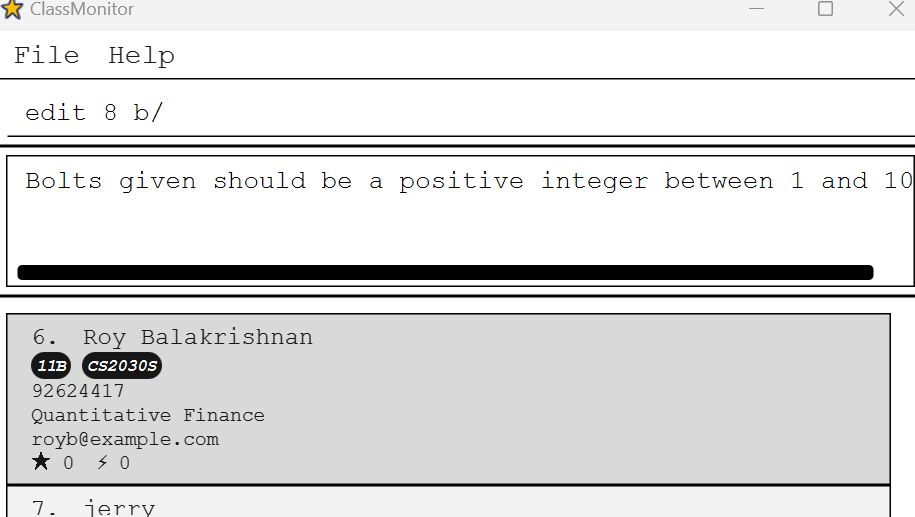 ClassMonitor
File Help
edit 8 b/
Bolts given should be a positive integer between 1 and 10
6. Roy Balakrishnan
11B CS2030S
92624417
Quantitative Finance
royb@example.com
★ 0 ⚡ 0
7. jerry